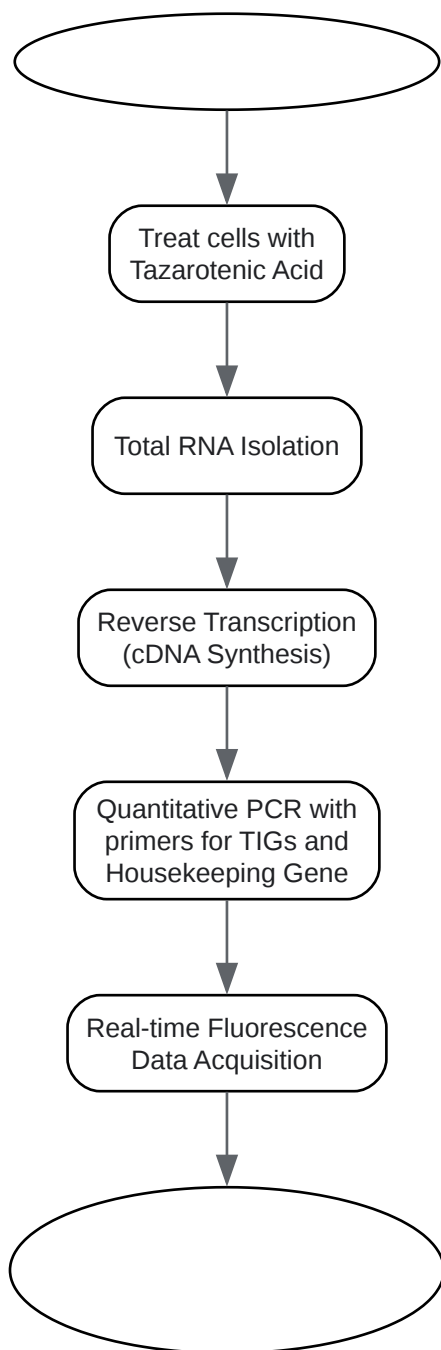 Treat cells with
Tazarotenic Acid
Total RNA Isolation
Reverse Transcription
(cDNA Synthesis)
Quantitative PCR with
primers for TIGs and
Housekeeping Gene
Real-time Fluorescence
Data Acquisition